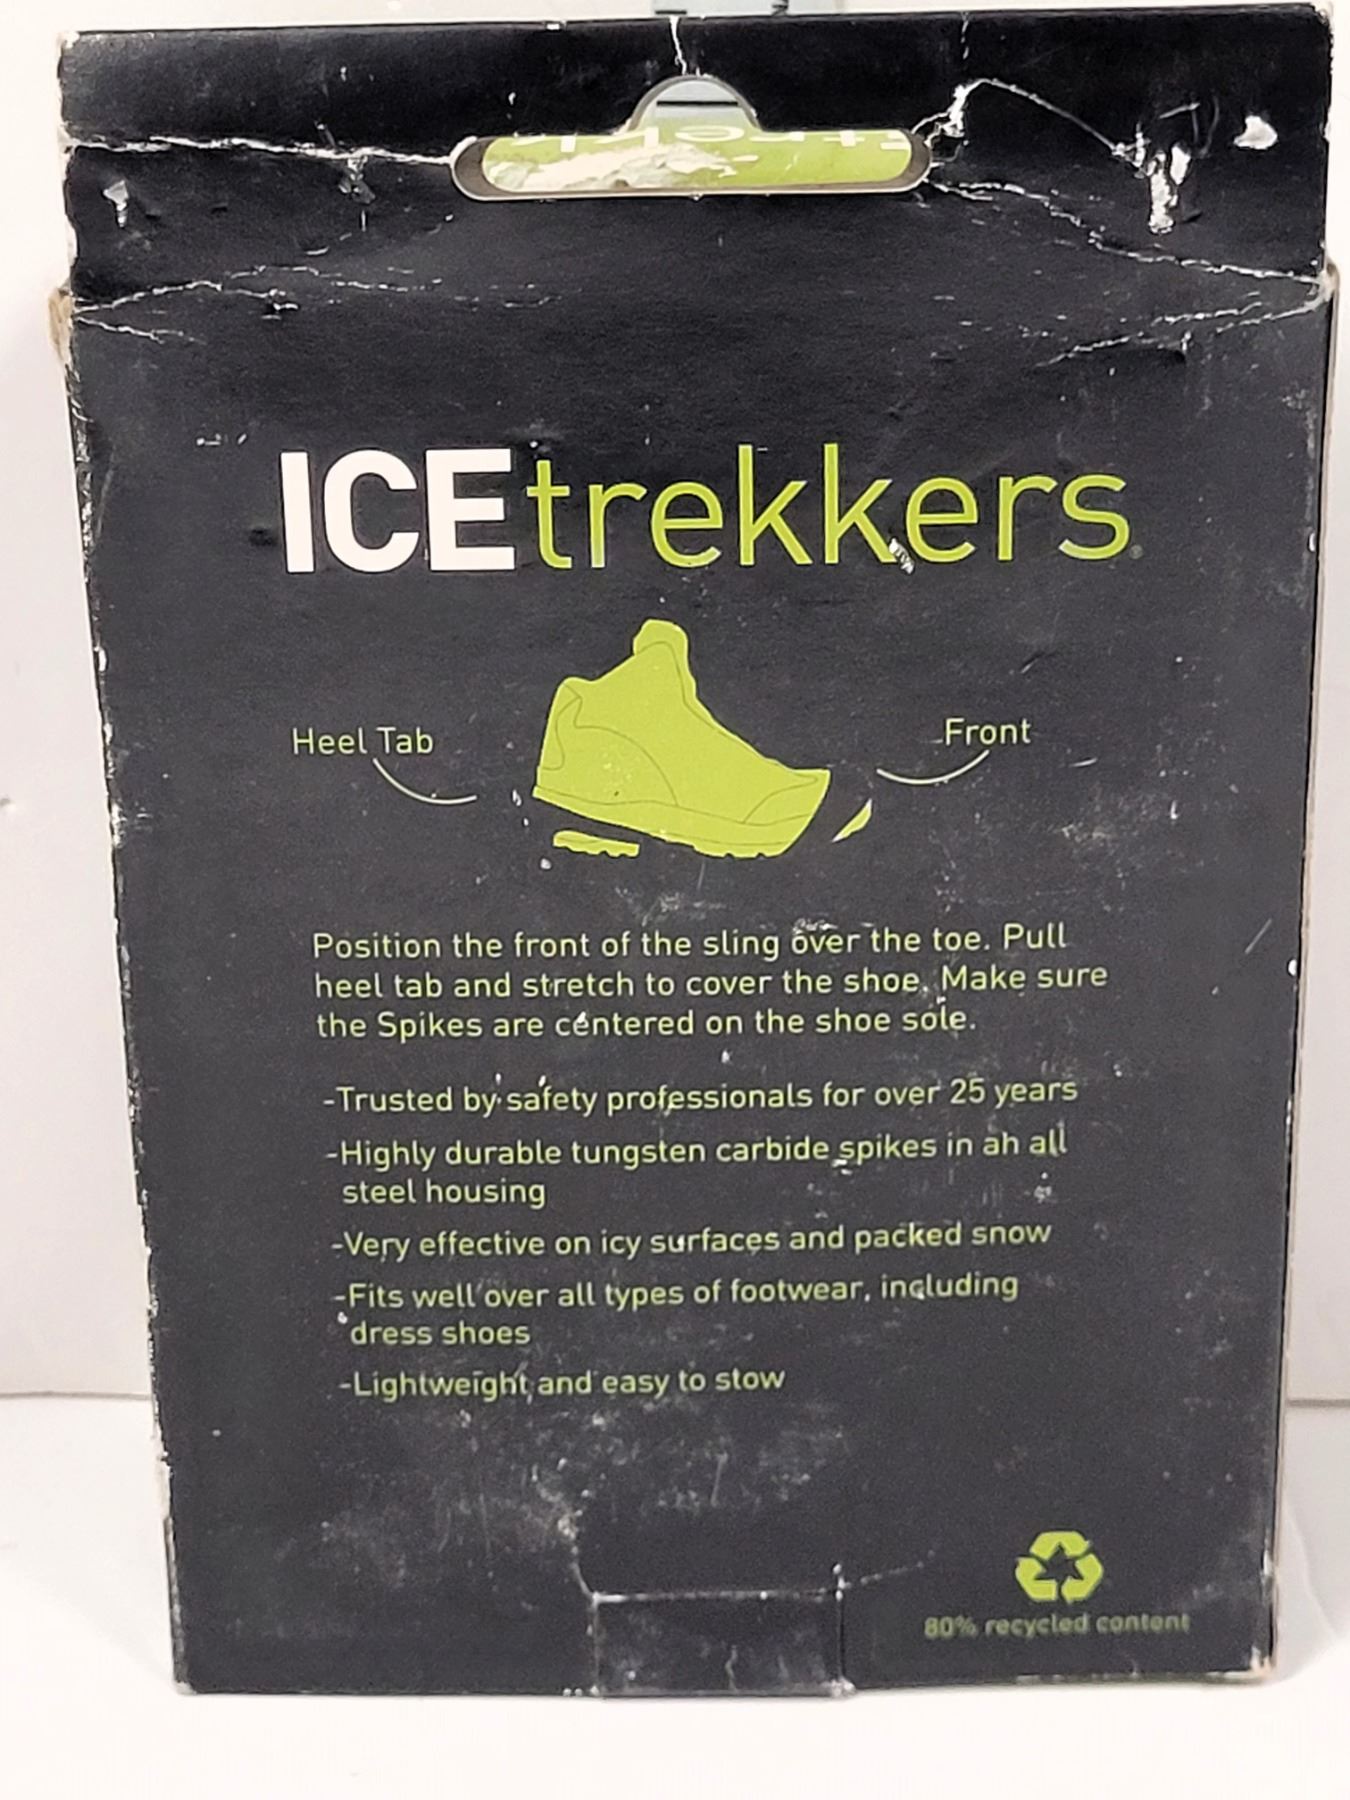 ICEtrekkers®
Heel Tab
Front
Position the front of the sling over the toe. Pull
heel tab and stretch to cover the shoe. Make sure
the Spikes are centered on the shoe sole.
-Trusted by safety professionals for over 25 years
-Highly durable tungsten carbide spikes in an all
steel housing
-Very effective on icy surfaces and packed snow
-Fits well over all types of footwear, including
dress shoes
-Lightweight and easy to stow
80% recycled content